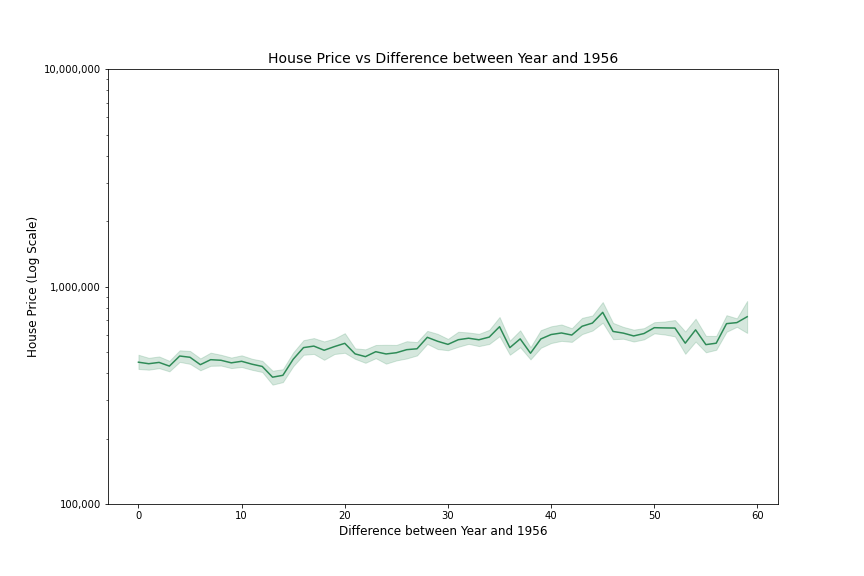 House Price vs Difference between Year and 1956
10,000,000
1,000,000
100,000
House Price (Log Scale)
0 10 20 30 40 50 60
Difference between Year and 1956